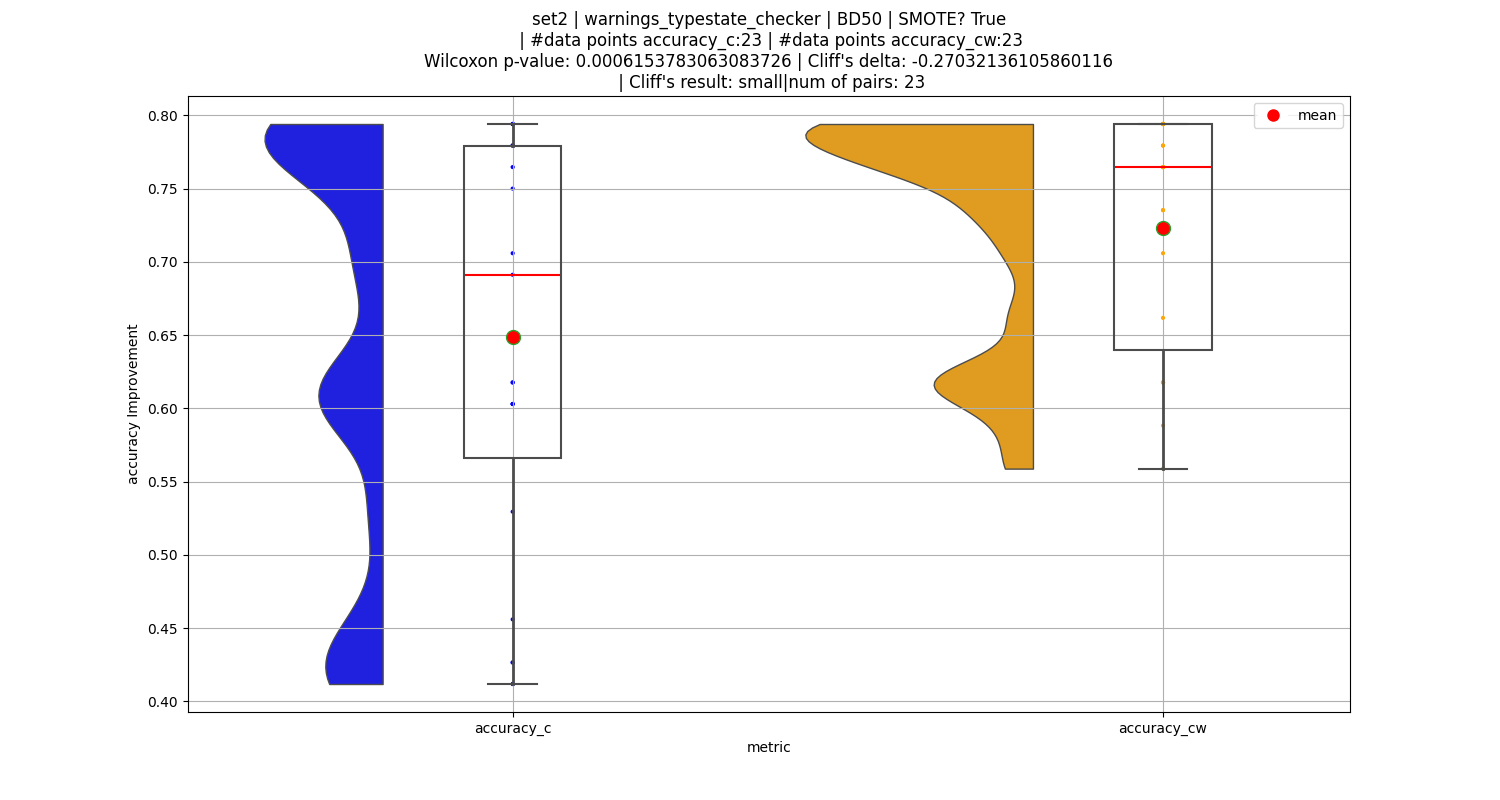 set2 | warnings_typestate_checker | BD50 | SMOTE? True
| #data points accuracy_c:23 | #data points accuracy_cw:23
Wilcoxon p-value: 0.0006153783063083726 | Cliff's delta: -0.27032136105860116
| Cliff's result: small|num of pairs: 23
mean
0.80
0.75
0.70
0.65
0.60
0.55
0.50
0.45
0.40
accuracy Improvement
accuracy_c
accuracy_cw
metric